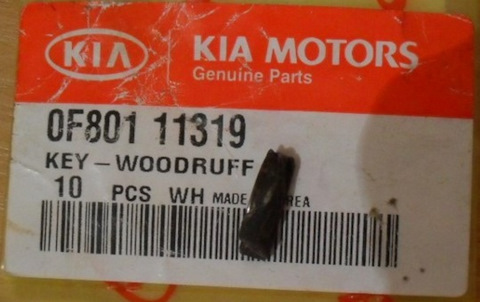 KIA KIA MOTORS
Genuine Parts
0F801 11319
KEY-WOODRUFF
10 PCS WH MADE